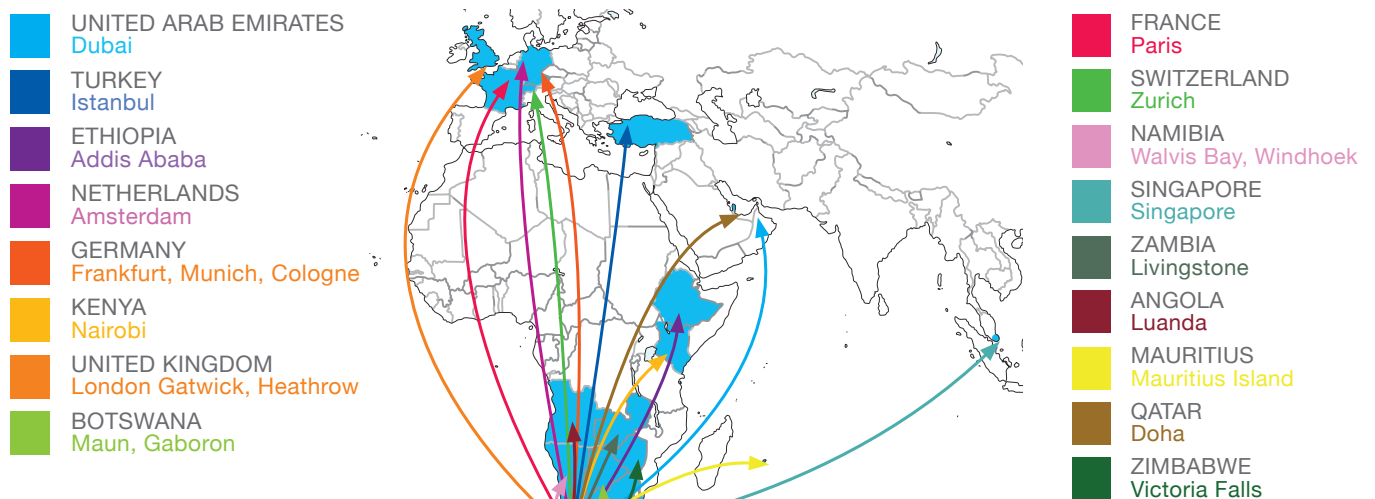 UNITED ARAB EMIRATES
Dubai
TURKEY
Istanbul
ETHIOPIA
Addis Ababa
NETHERLANDS
Amsterdam
GERMANY
Frankfurt, Munich, Cologne
KENYA
Nairobi
UNITED KINGDOM
London Gatwick, Heathrow
BOTSWANA
Maun, Gaboron
FRANCE
Paris
SWITZERLAND
Zurich
NAMIBIA
Walvis Bay, Windhoek
SINGAPORE
Singapore
ZAMBIA
Livingstone
ANGOLA
Luanda
MAURITIUS
Mauritius Island
QATAR
Doha
ZIMBABWE
Victoria Falls